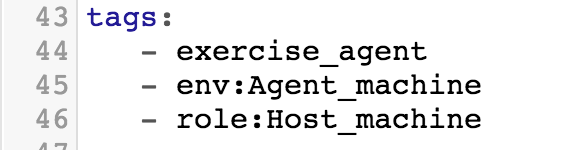 43 tags:
44 - exercise_agent
45 - env:Agent_machine
46 - role:Host_machine